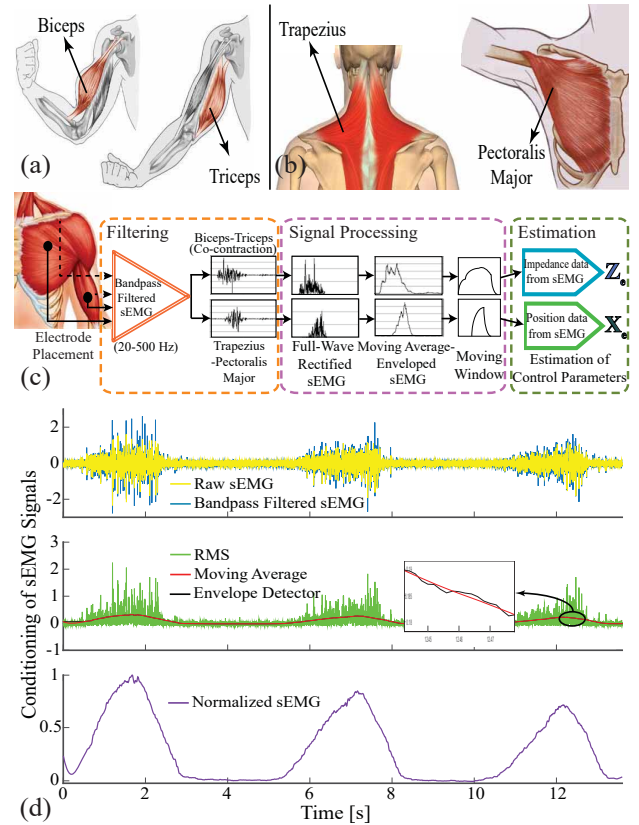 Biceps
Triceps
(a)
Trapezius
Pectoralis
Major
(b)
Filtering
Signal Processing
Estimation
Biceps-Triceps
(Co-contraction)
Bandpass
Filtered
sEMG
(20-500 Hz)
Trapezius
-Pectoralis
Major
Full-Wave
Rectified
sEMG
Moving Average-
Enveloped
sEMG
Moving
Window
Impedance data
from sEMG
Z
Position data
from sEMG
X
Estimation of
Control Parameters
Electrode
Placement
(c)
Conditioning of sEMG Signals
2
0
-2
Raw sEMG
Bandpass Filtered sEMG
3
2
1
0
-1
RMS
Moving Average
Envelope Detector
1
0.5
0
Normalized sEMG
0
2
4
6
8
10
12
Time [s]
(d)